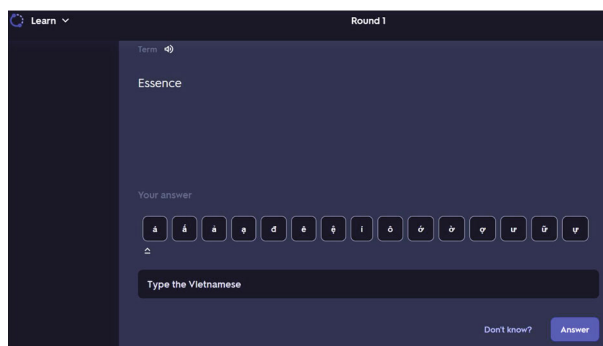 Learn
Round 1
Term
Essence
Your answer
á ấ à ạ đ ê ệ í ô ớ ờ ợ ư ữ ự
Type the Vietnamese
Don't know?
Answer